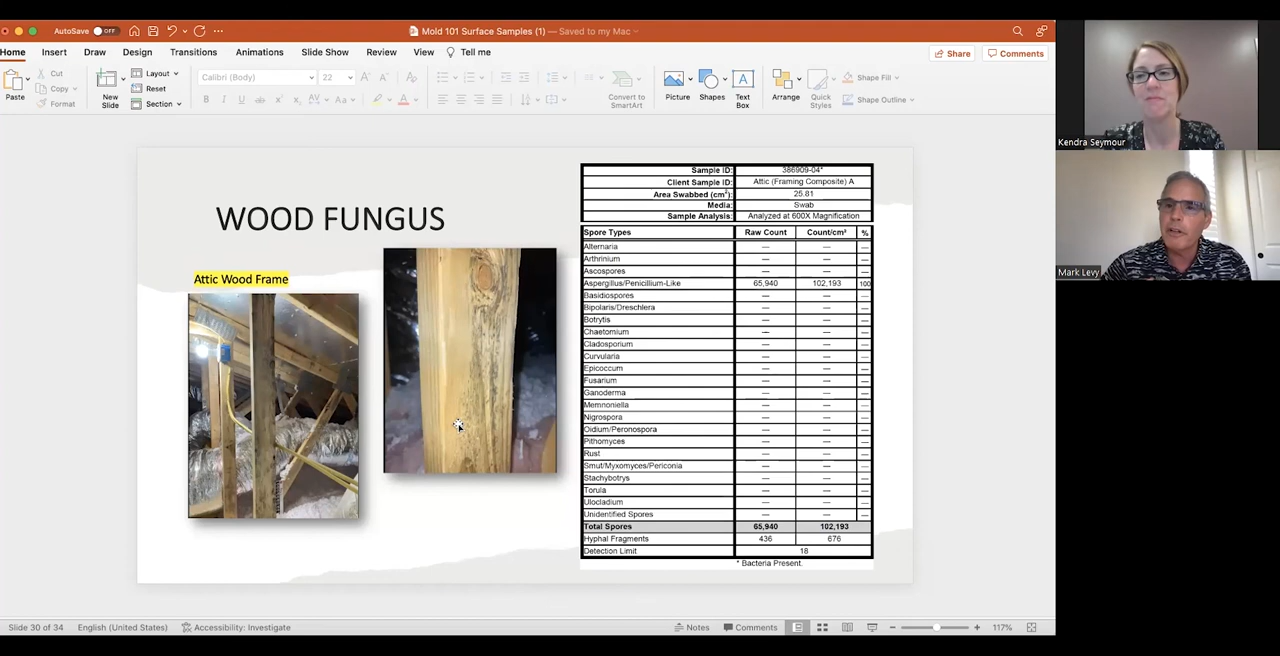 AutoSave OFF
Mold 101 Surface Samples (1) — Saved to my Mac
Home Insert Draw Design Transitions Animations Slide Show Review View Tell me Share Comments
Paste Cut Copy Format
New Slide Layout Reset Section
Calibri (Body) 22
Convert to SmartArt
Picture Shapes Text Box Arrange Quick Styles
Shape Fill
Shape Outline
WOOD FUNGUS
Attic Wood Frame
Sample ID: 386909-04*
Client Sample ID: Attic (Framing Composite) A
Area Swabbed (cm²): 25.81
Media: Swab
Sample Analysis: Analyzed at 600X Magnification
Spore Types Raw Count Count/cm² %
Alternaria — — —
Arthrinium — — —
Ascospores — — —
Aspergillus/Penicillium-Like 65,940 102,193 100
Basidiospores — — —
Bipolaris/Dreschlera — — —
Botrytis — — —
Chaetomium — — —
Cladosporium — — —
Curvularia — — —
Epicoccum — — —
Fusarium — — —
Ganoderma — — —
Memnoniella — — —
Nigrospora — — —
Oidium/Peronospora — — —
Pithomyces — — —
Rust — — —
Smut/Myxomyces/Periconia — — —
Stachybotrys — — —
Torula — — —
Ulocladium — — —
Unidentified Spores — — —
Total Spores 65,940 102,193
Hyphal Fragments 436 676
Detection Limit 18
* Bacteria Present.
Slide 30 of 34 English (United States) Accessibility: Investigate Notes Comments 117%
Kendra Seymour
Mark Levy